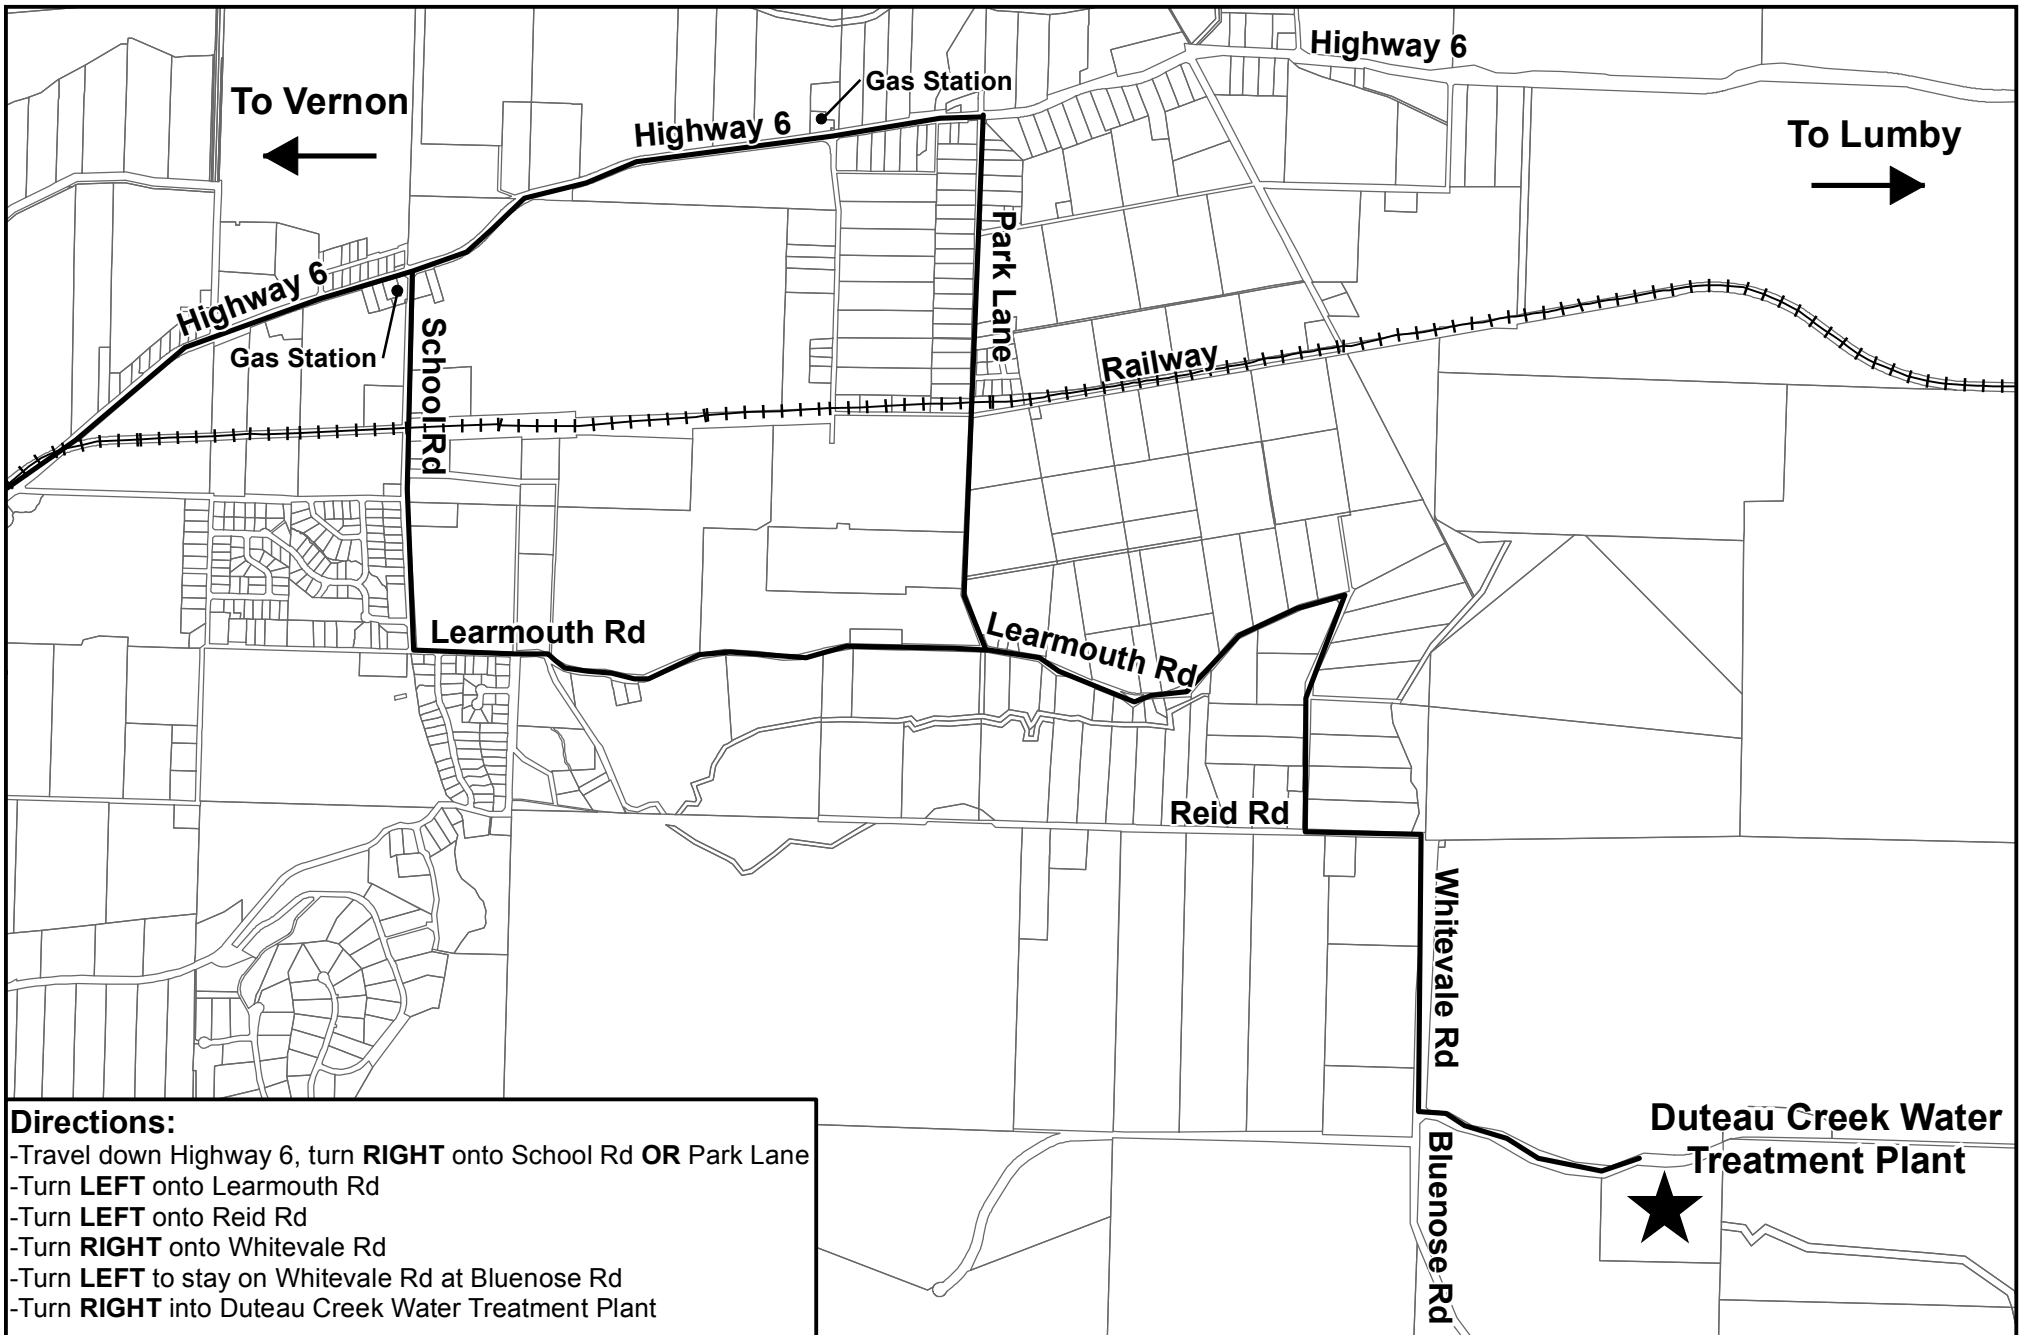 Highway 6
Gas Station
To Vernon
Highway 6
To Lumby
Park Lane
Highway 6
School Rd
Gas Station
Railway
Learmouth Rd
Learmouth Rd
Reid Rd
Whitevale Rd
Duteau Creek Water
Treatment Plant
Bluenose Rd
Directions:
-Travel down Highway 6, turn RIGHT onto School Rd OR Park Lane
-Turn LEFT onto Learmouth Rd
-Turn LEFT onto Reid Rd
-Turn RIGHT onto Whitevale Rd
-Turn LEFT to stay on Whitevale Rd at Bluenose Rd
-Turn RIGHT into Duteau Creek Water Treatment Plant